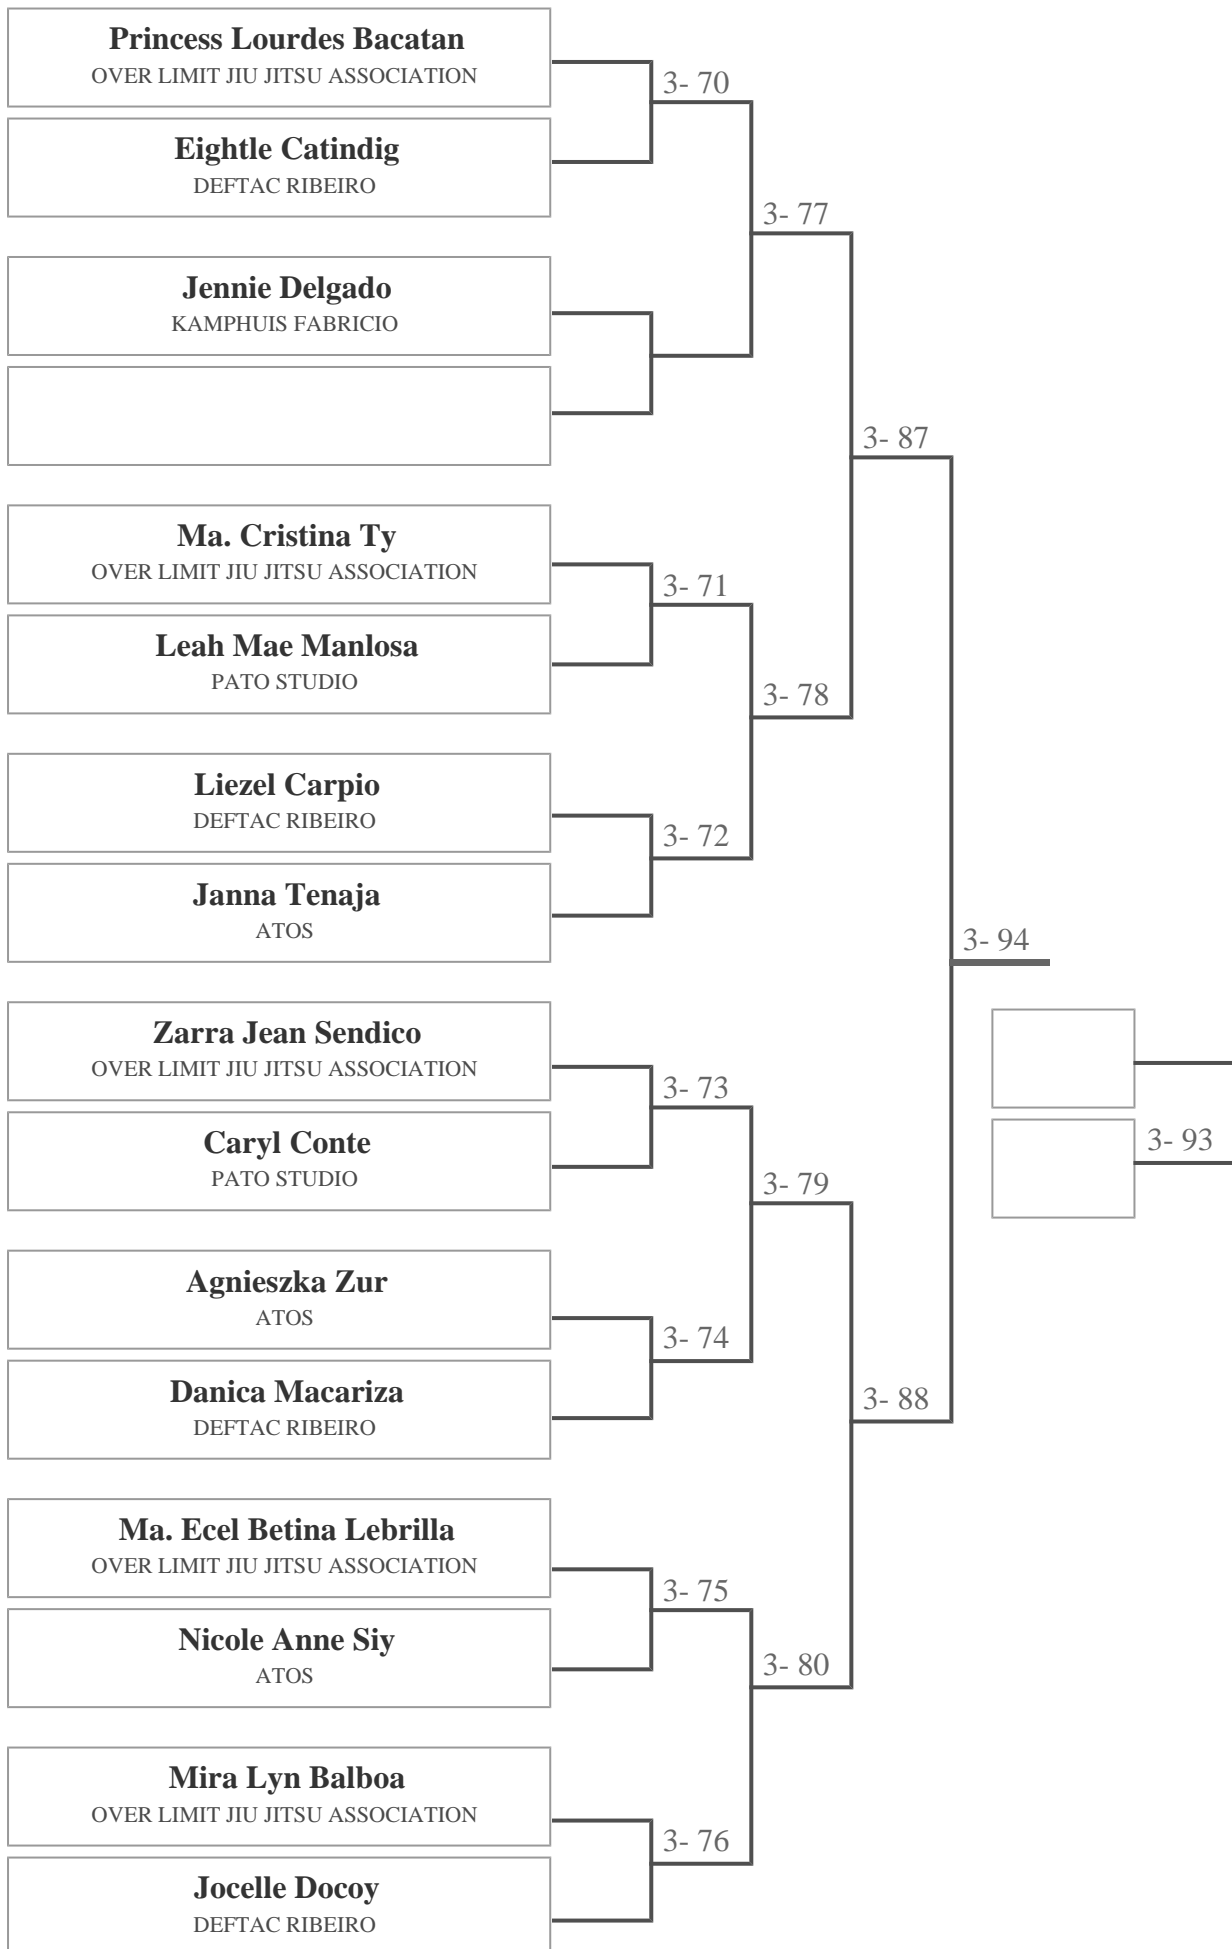 Princess Lourdes Bacatan
OVER LIMIT JIU JITSU ASSOCIATION
3- 70
Eightle Catindig
DEFTAC RIBEIRO
3- 77
Jennie Delgado
KAMPHUIS FABRICIO
3- 87
Ma. Cristina Ty
OVER LIMIT JIU JITSU ASSOCIATION
3- 71
Leah Mae Manlosa
PATO STUDIO
3- 78
Liezel Carpio
DEFTAC RIBEIRO
3- 72
Janna Tenaja
ATOS
3- 94
Zarra Jean Sendico
OVER LIMIT JIU JITSU ASSOCIATION
3- 73
Caryl Conte
PATO STUDIO
3- 93
3- 79
Agnieszka Zur
ATOS
3- 74
Danica Macariza
DEFTAC RIBEIRO
3- 88
Ma. Ecel Betina Lebrilla
OVER LIMIT JIU JITSU ASSOCIATION
3- 75
Nicole Anne Siy
ATOS
3- 80
Mira Lyn Balboa
OVER LIMIT JIU JITSU ASSOCIATION
3- 76
Jocelle Docoy
DEFTAC RIBEIRO